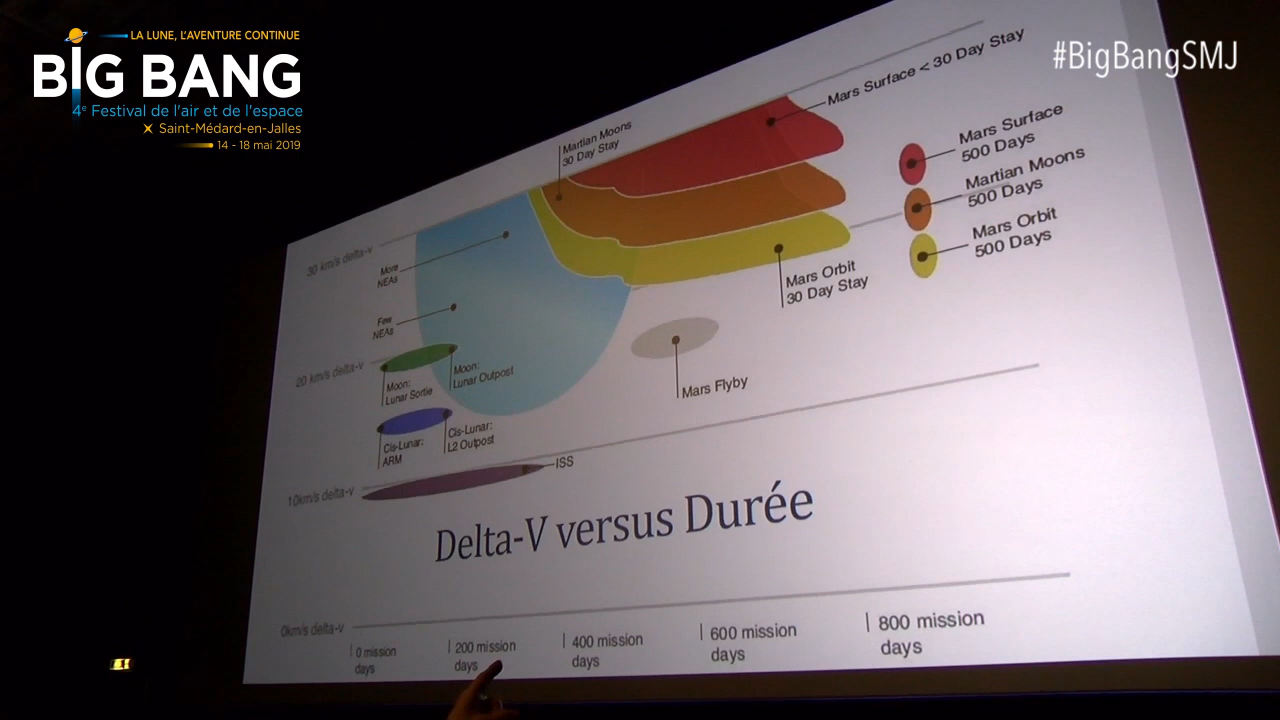 LA LUNE, L'AVENTURE CONTINUE
BIG BANG
4e Festival de l'air et de l'espace
Saint-Médard-en-Jalles
14 - 18 mai 2019
#BigBangSMJ
Mars Surface < 30 Day Stay
Martian Moons
30 Day Stay
Mars Surface
500 Days
Martian Moons
500 Days
Mars Orbit
500 Days
30 km/s delta-v
More
NEAs
Mars Orbit
30 Day Stay
Few
NEAs
20 km/s delta-v
Moon:
Lunar Sortie
Moon:
Lunar Outpost
Mars Flyby
Cis-Lunar:
ARM
Cis-Lunar:
L2 Outpost
ISS
10km/s delta-v
Delta-V versus Durée
0km/s delta-v
0 mission
days
200 mission
days
400 mission
days
600 mission
days
800 mission
days